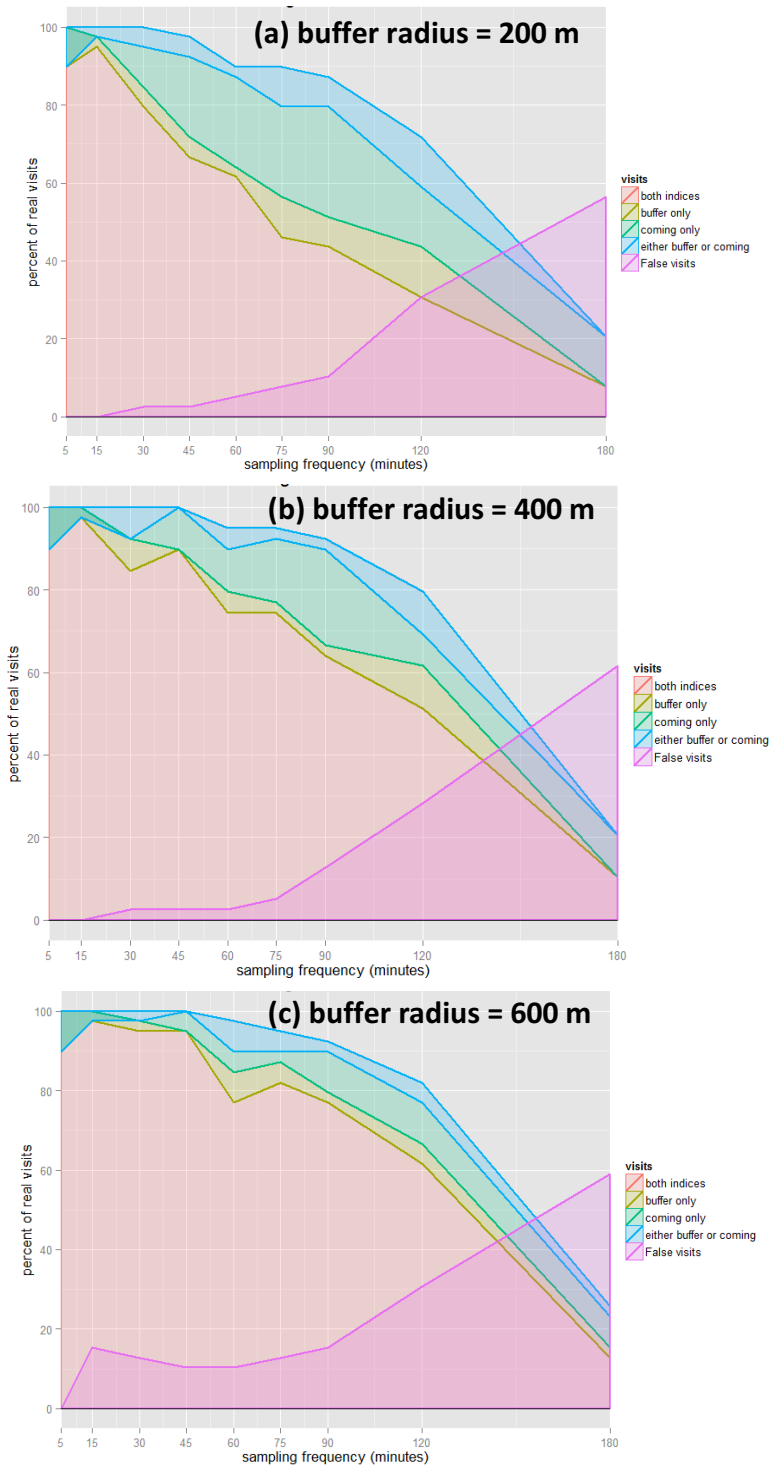 (a) buffer radius = 200 m
percent of real visits
100
80
60
40
20
0
5 15 30 45 60 75 90 120 180
sampling frequency (minutes)
visits
both indices
buffer only
coming only
either buffer or coming
False visits
(b) buffer radius = 400 m
percent of real visits
100
80
60
40
20
0
5 15 30 45 60 75 90 120 180
sampling frequency (minutes)
visits
both indices
buffer only
coming only
either buffer or coming
False visits
(c) buffer radius = 600 m
percent of real visits
100
80
60
40
20
0
5 15 30 45 60 75 90 120 180
sampling frequency (minutes)
visits
both indices
buffer only
coming only
either buffer or coming
False visits